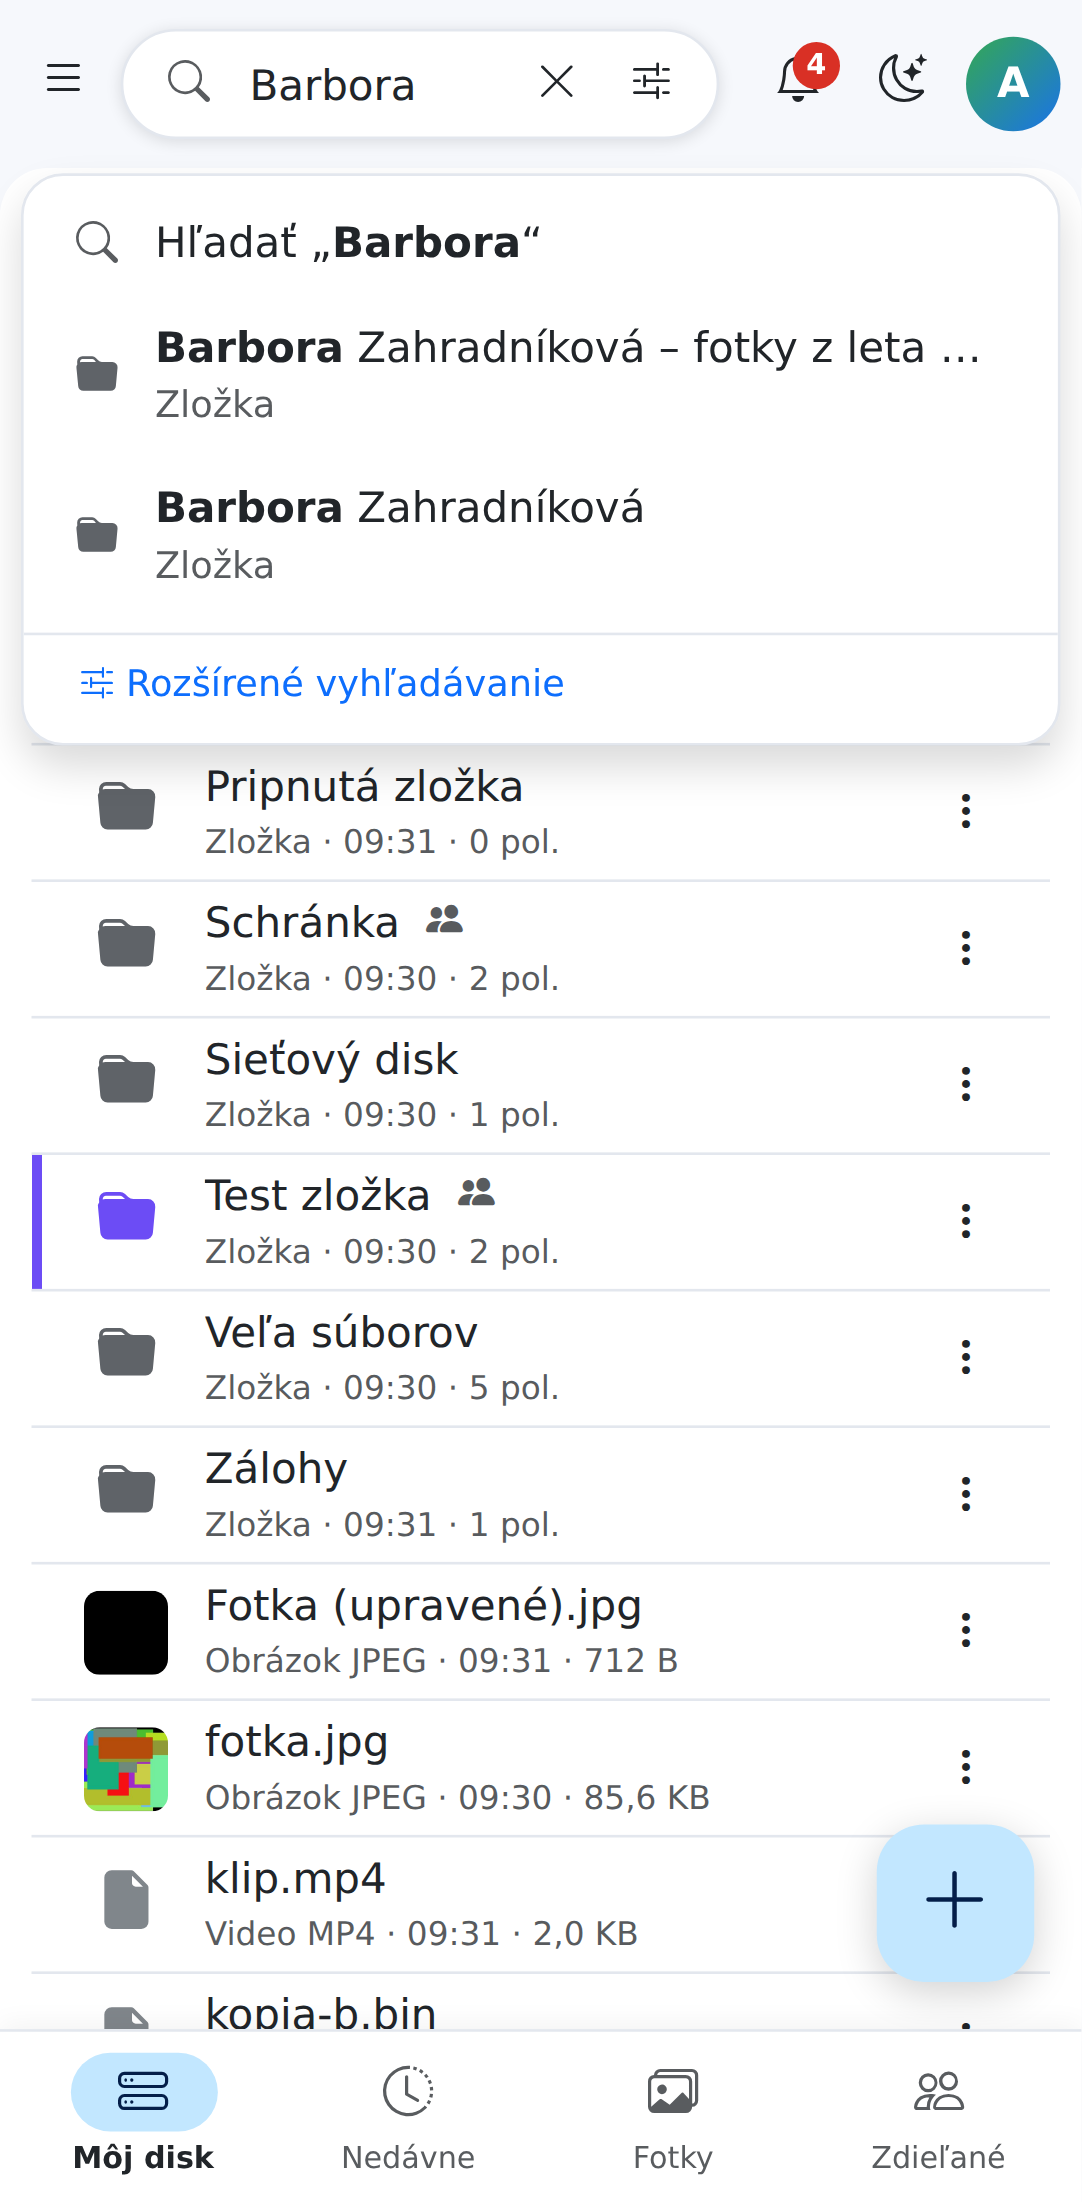 Barbora
4
A
Hľadať „Barbora“
Barbora Zahradníková – fotky z leta ...
Zložka
Barbora Zahradníková
Zložka
Rozšírené vyhľadávanie
Pripnutá zložka
Zložka · 09:31 · 0 pol.
Schránka
Zložka · 09:30 · 2 pol.
Sieťový disk
Zložka · 09:30 · 1 pol.
Test zložka
Zložka · 09:30 · 2 pol.
Veľa súborov
Zložka · 09:30 · 5 pol.
Zálohy
Zložka · 09:31 · 1 pol.
Fotka (upravené).jpg
Obrázok JPEG · 09:31 · 712 B
fotka.jpg
Obrázok JPEG · 09:30 · 85,6 KB
klip.mp4
Video MP4 · 09:31 · 2,0 KB
kopia-b.bin
Môj disk
Nedávne
Fotky
Zdieľané